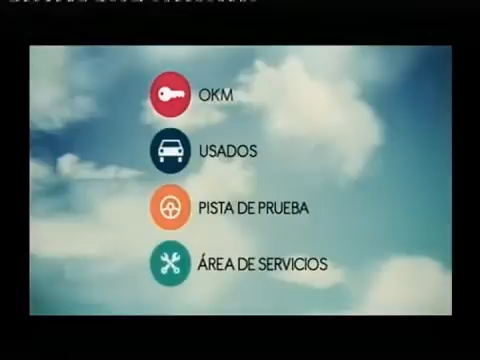 OKM
USADOS
PISTA DE PRUEBA
ÁREA DE SERVICIOS